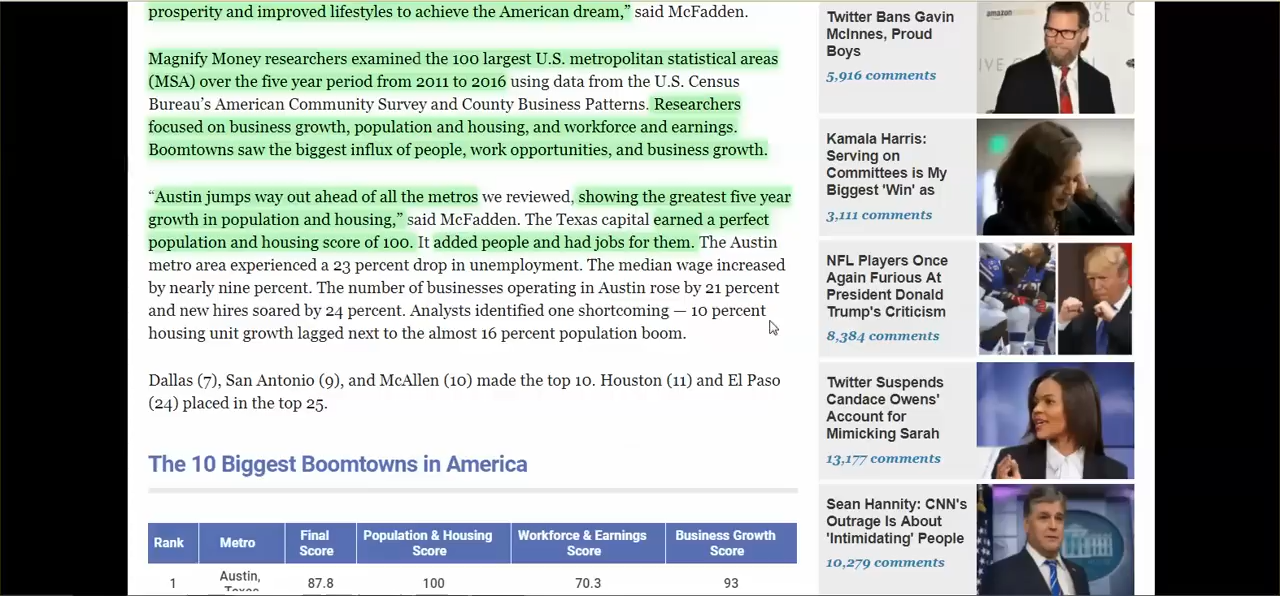 prosperity and improved lifestyles to achieve the American dream,” said McFadden.
Magnify Money researchers examined the 100 largest U.S. metropolitan statistical areas
(MSA) over the five year period from 2011 to 2016 using data from the U.S. Census
Bureau’s American Community Survey and County Business Patterns. Researchers
focused on business growth, population and housing, and workforce and earnings.
Boomtowns saw the biggest influx of people, work opportunities, and business growth.
“Austin jumps way out ahead of all the metros we reviewed, showing the greatest five year
growth in population and housing,” said McFadden. The Texas capital earned a perfect
population and housing score of 100. It added people and had jobs for them. The Austin
metro area experienced a 23 percent drop in unemployment. The median wage increased
by nearly nine percent. The number of businesses operating in Austin rose by 21 percent
and new hires soared by 24 percent. Analysts identified one shortcoming — 10 percent
housing unit growth lagged next to the almost 16 percent population boom.
Dallas (7), San Antonio (9), and McAllen (10) made the top 10. Houston (11) and El Paso
(24) placed in the top 25.
The 10 Biggest Boomtowns in America
Rank Metro Final Score Population & Housing Score Workforce & Earnings Score Business Growth Score
1 Austin, Texas 87.8 100 70.3 93
Twitter Bans Gavin
McInnes, Proud
Boys
5,916 comments
amazon
Kamala Harris:
Serving on
Committees is My
Biggest 'Win' as
3,111 comments
NFL Players Once
Again Furious At
President Donald
Trump's Criticism
8,384 comments
Twitter Suspends
Candace Owens'
Account for
Mimicking Sarah
13,177 comments
Sean Hannity: CNN's
Outrage Is About
'Intimidating' People
10,279 comments